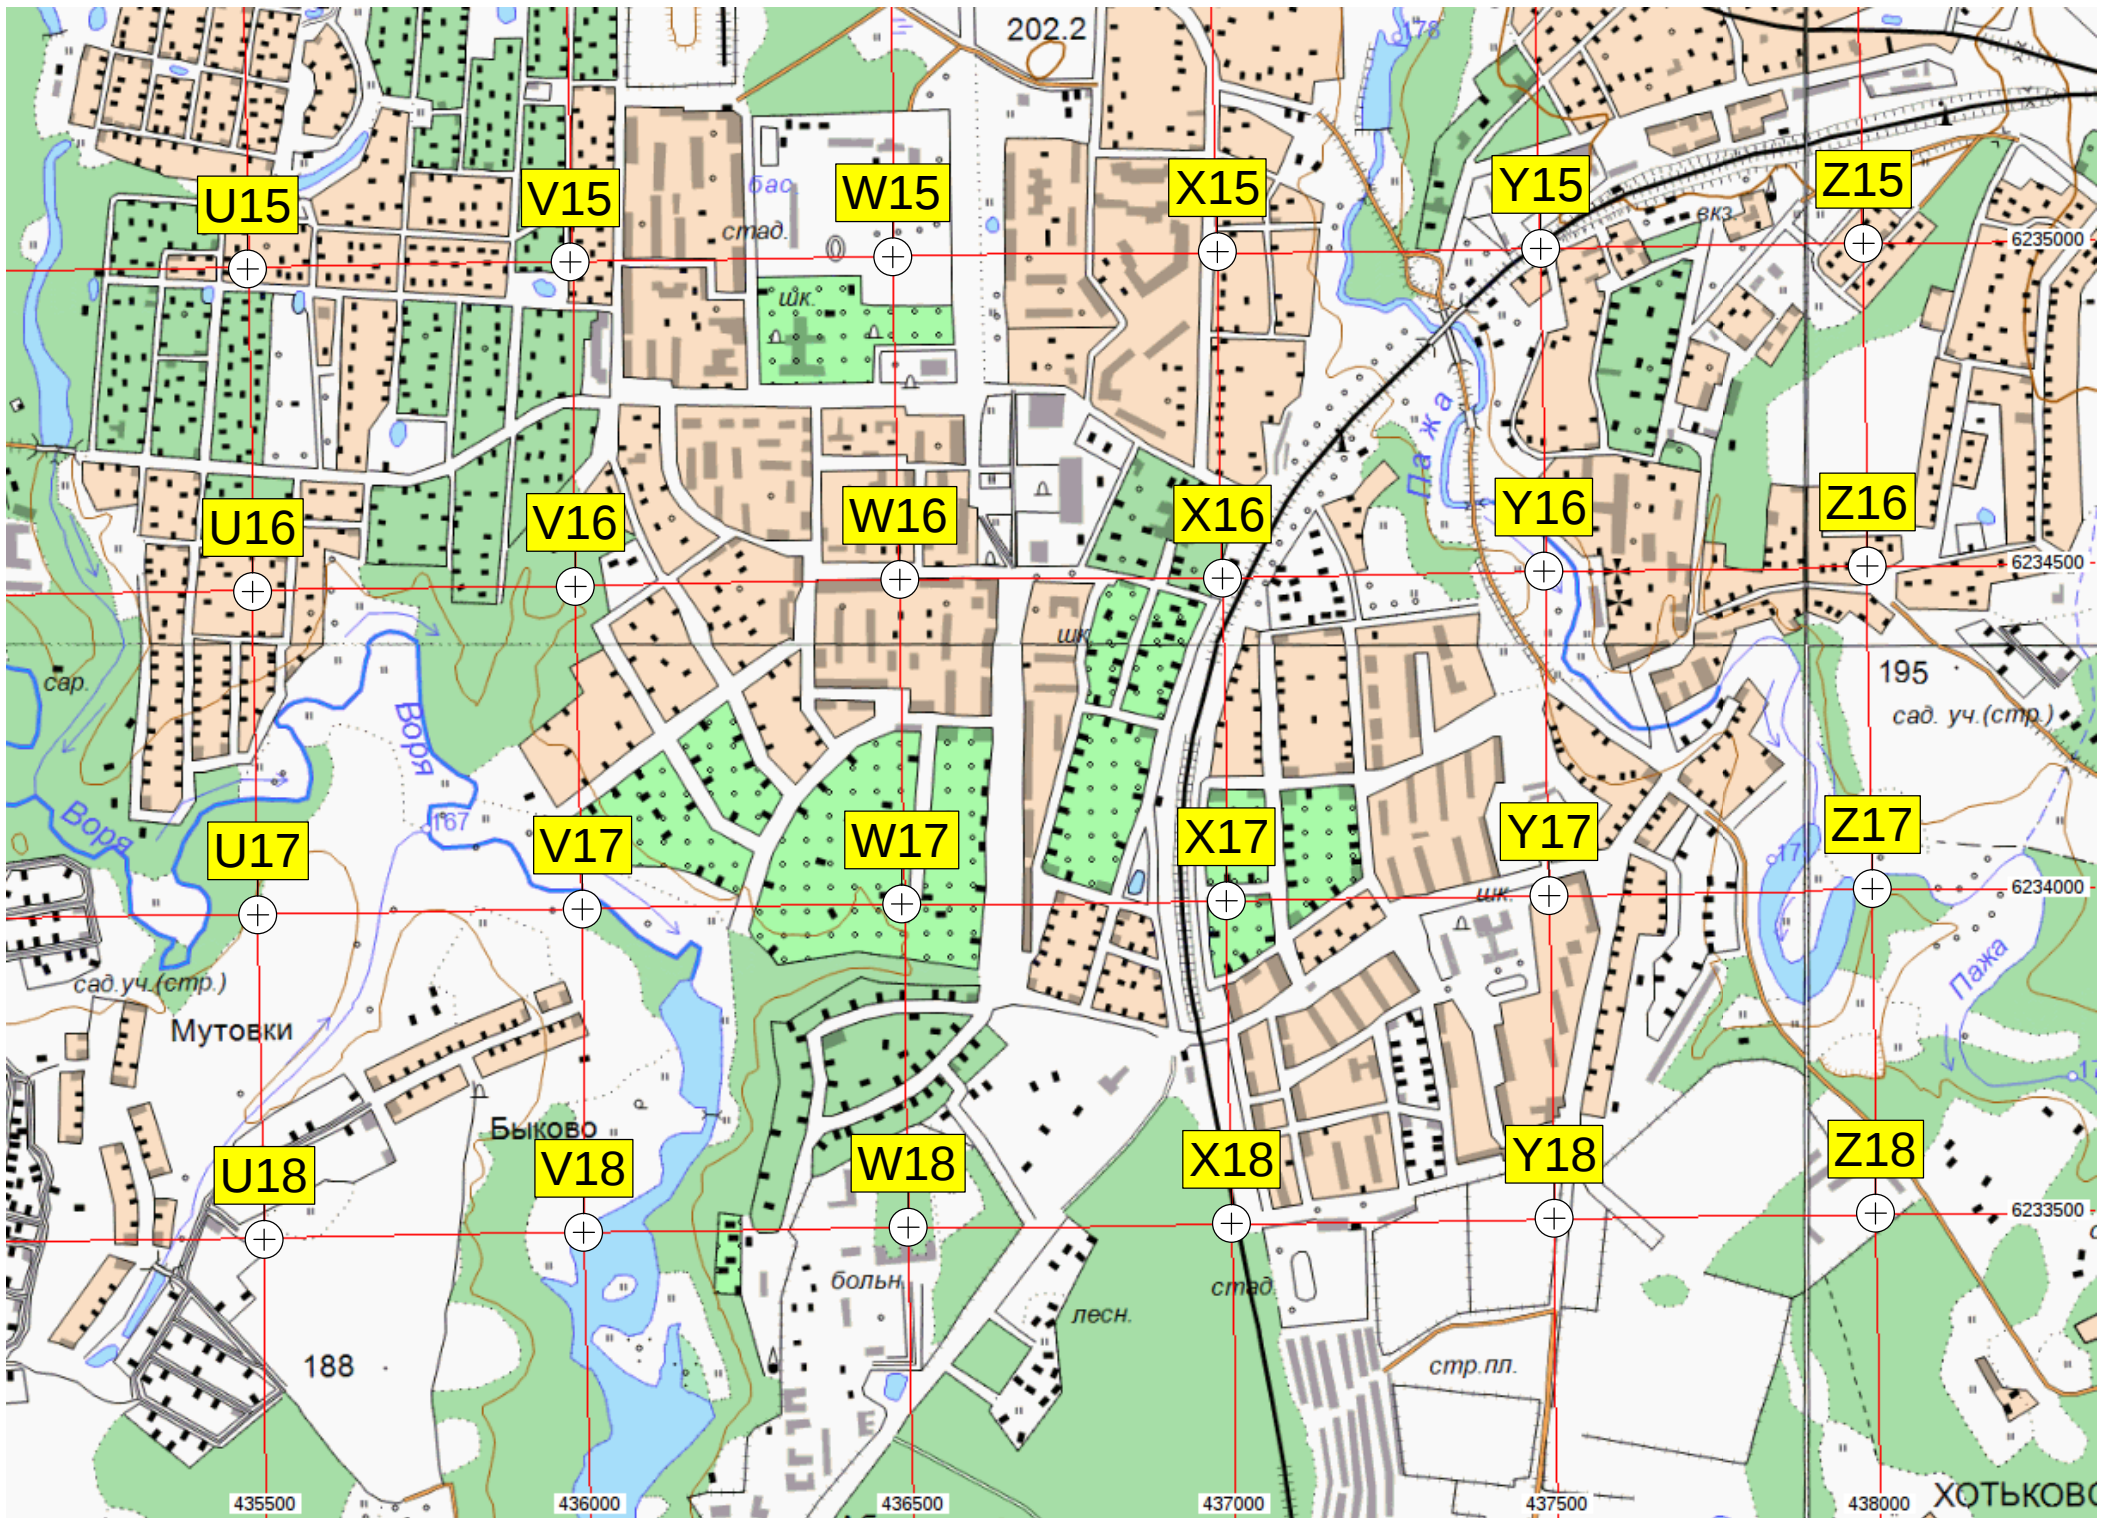 178
202.2
бас
стад.
U15
V15
W15
X15
Y15
Z15
вкз.
6235000
шк.
Пажа
U16
V16
W16
X16
Y16
Z16
6234500
шк
сар.
195
сад. уч.(стр.)
Воря
Воря
167
U17
V17
W17
X17
Y17
Z17
17
шк.
6234000
Пажа
сад.уч.(стр.)
Мутовки
17
Быково
U18
V18
W18
X18
Y18
Z18
6233500
с
больн.
стад.
лесн.
188
стр.пл.
435500
436000
436500
437000
437500
438000
ХОТЬКОВО